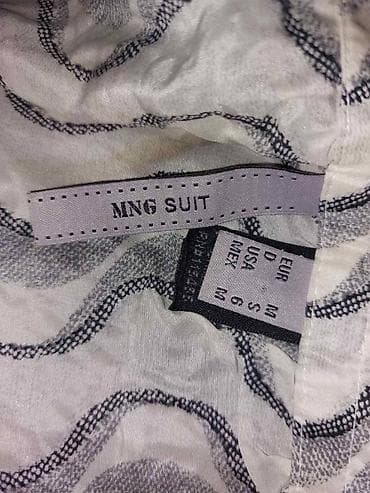 MNG SUIT
EUR M
D S
USA 6
MEX M